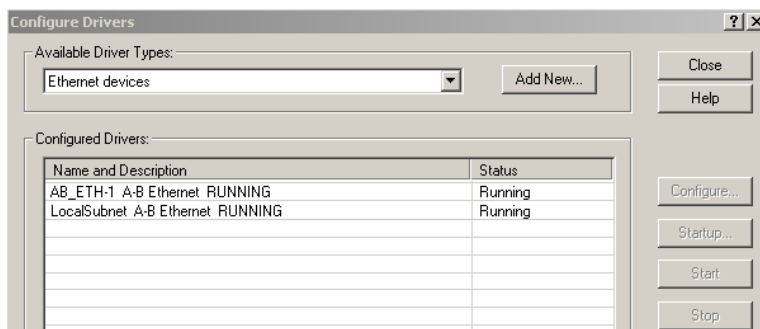 Configure Drivers
Available Driver Types:
Ethernet devices
Add New...
Close
Help
Configured Drivers:
Name and Description Status
AB_ETH-1 A-B Ethernet RUNNING Running
LocalSubnet A-B Ethernet RUNNING Running
Configure...
Startup...
Start
Stop